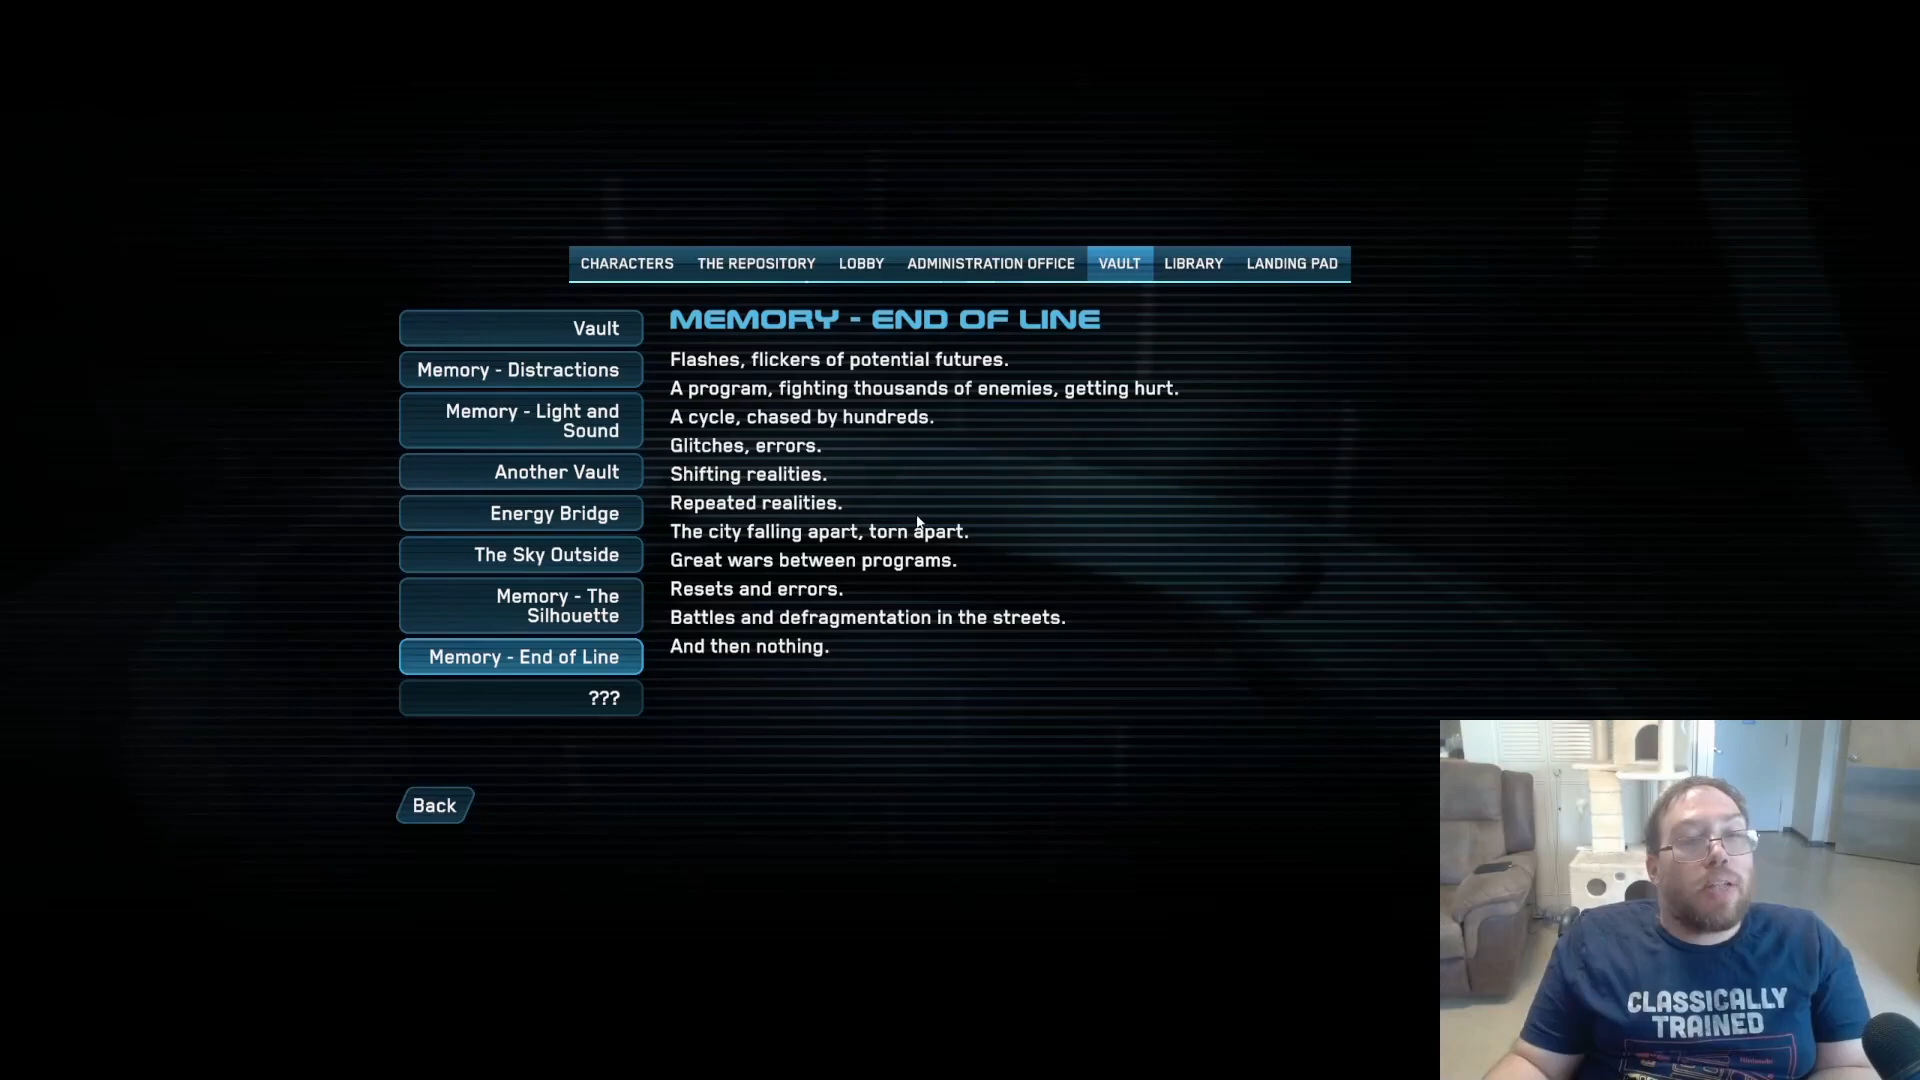 CHARACTERS THE REPOSITORY LOBBY ADMINISTRATION OFFICE VAULT LIBRARY LANDING PAD
Vault
Memory - Distractions
Memory - Light and
Sound
Another Vault
Energy Bridge
The Sky Outside
Memory - The
Silhouette
Memory - End of Line
???
MEMORY - END OF LINE
Flashes, flickers of potential futures.
A program, fighting thousands of enemies, getting hurt.
A cycle, chased by hundreds.
Glitches, errors.
Shifting realities.
Repeated realities.
The city falling apart, torn apart.
Great wars between programs.
Resets and errors.
Battles and defragmentation in the streets.
And then nothing.
Back
CLASSICALLY
TRAINED
Nintendo